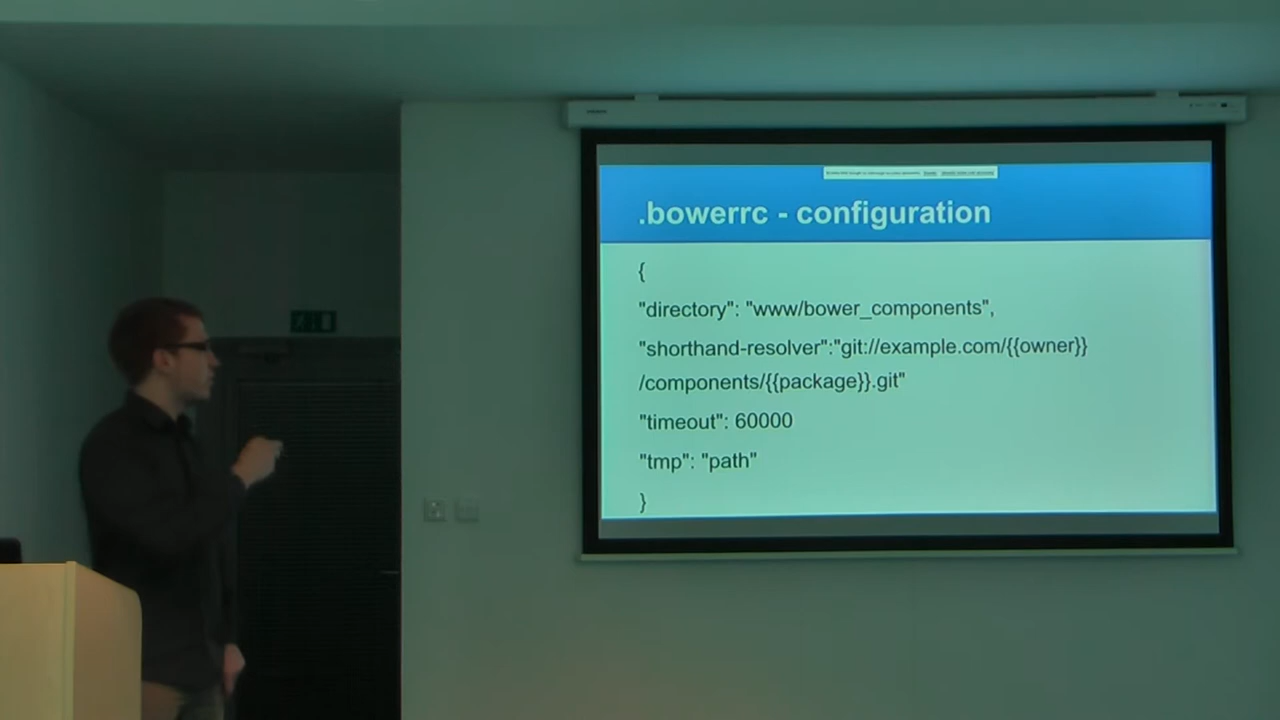 .bowerrc - configuration
{
"directory": "www/bower_components",
"shorthand-resolver":"git://example.com/{{owner}}
/components/{{package}}.git"
"timeout": 60000
"tmp": "path"
}